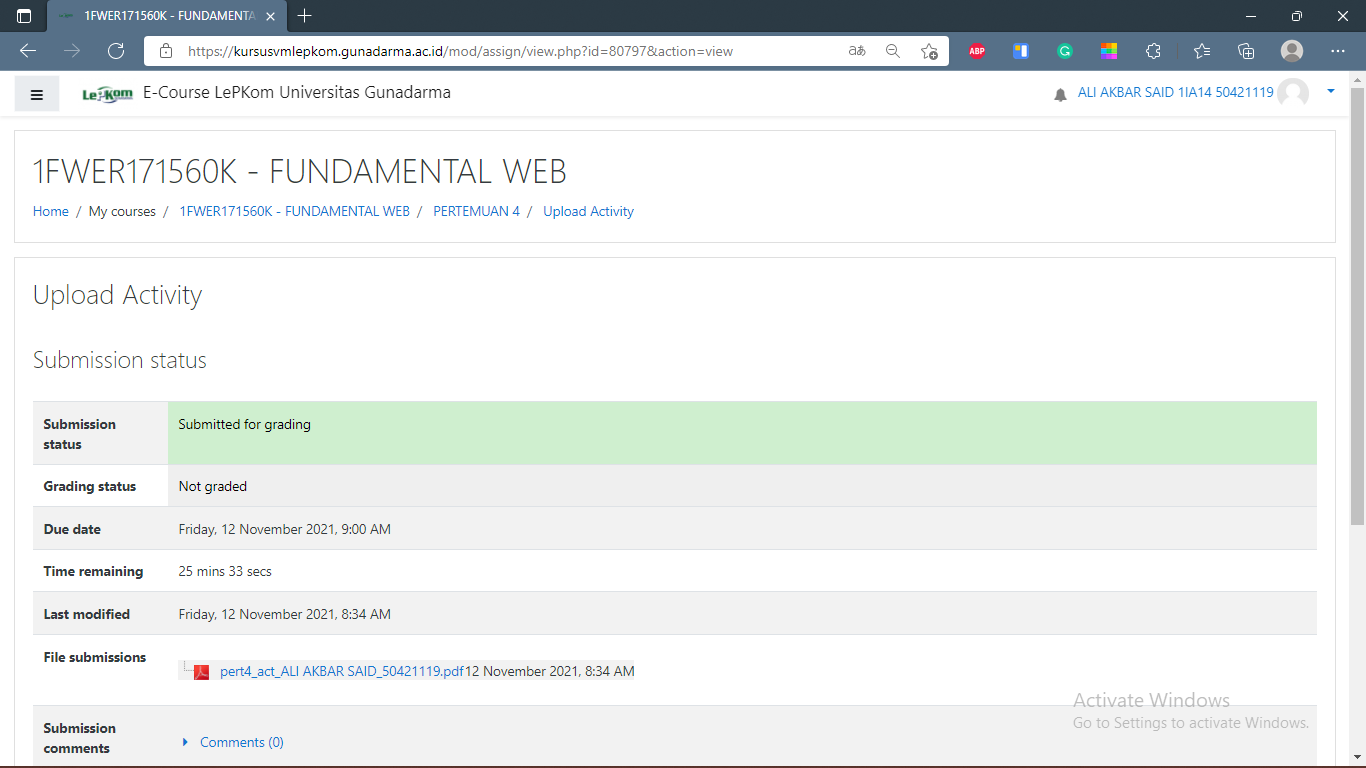 1FWER171560K - FUNDAMENTA
https://kursusvmlepkom.gunadarma.ac.id/mod/assign/view.php?id=80797&action=view
aあ
ABP
G
LePKom E-Course LePKom Universitas Gunadarma
ALI AKBAR SAID 1IA14 50421119
1FWER171560K - FUNDAMENTAL WEB
Home / My courses / 1FWER171560K - FUNDAMENTAL WEB / PERTEMUAN 4 / Upload Activity
Upload Activity
Submission status
Submission status Submitted for grading
Grading status Not graded
Due date Friday, 12 November 2021, 9:00 AM
Time remaining 25 mins 33 secs
Last modified Friday, 12 November 2021, 8:34 AM
File submissions
pert4_act_ALI AKBAR SAID_50421119.pdf 12 November 2021, 8:34 AM
Submission comments Comments (0)
Activate Windows
Go to Settings to activate Windows.